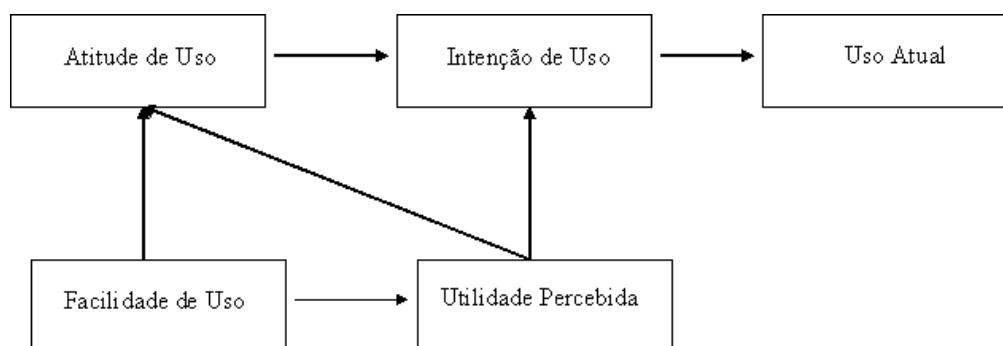 Atitude de Uso
Intenção de Uso
Uso Atual
Facilidade de Uso
Utilidade Percebida